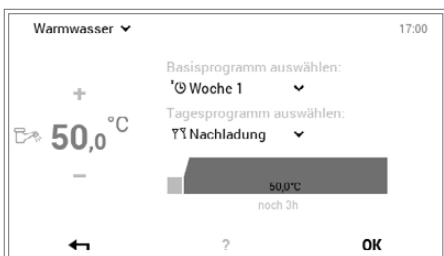 Warmwasser
17:00
Basisprogramm auswählen:
Woche 1
+
50,0°C
Tagesprogramm auswählen:
Nachladung
−
50,0°C
noch 3h
?
OK